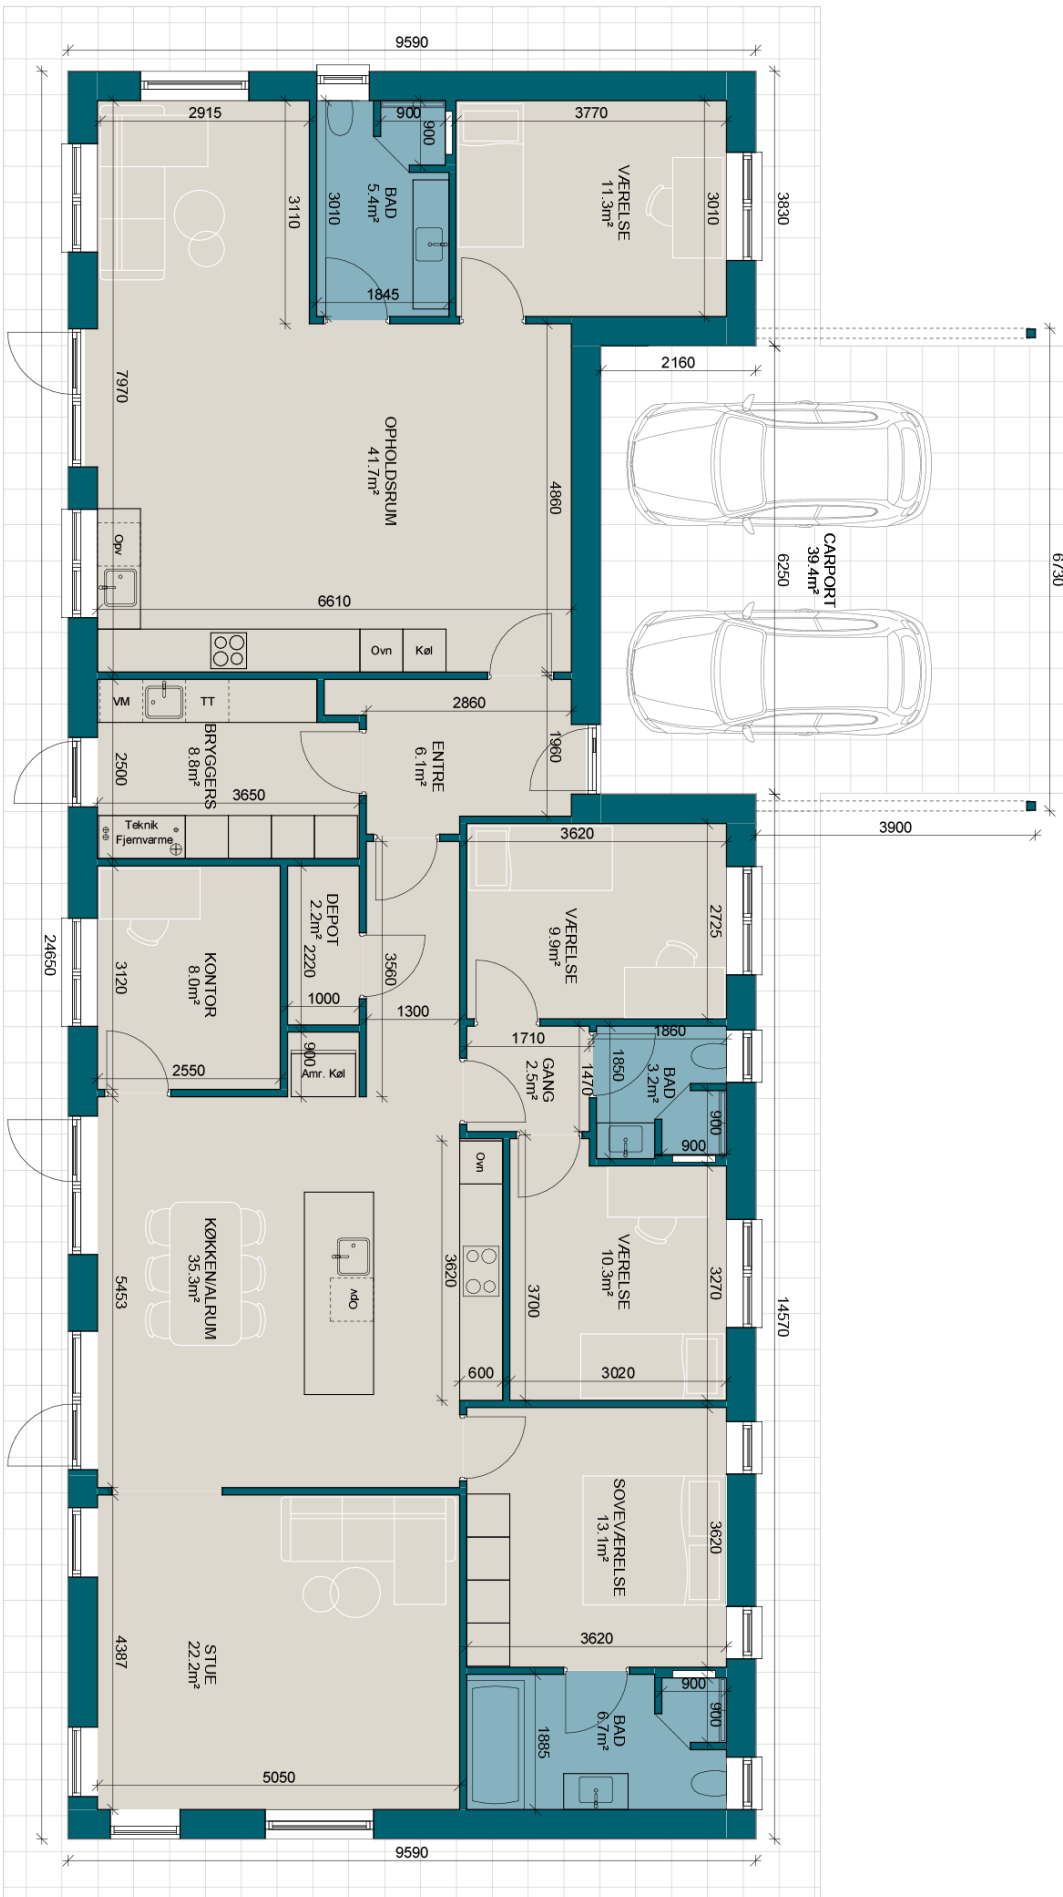 9590
2915
900
900
3770
3110
3010
BAD
5.4m²
VÆRELSE
11.3m²
3010
3830
1845
2160
7970
OPHOLDSRUM
41.7m²
4860
CARPORT
39.4m²
6250
6730
Opv
6610
Ovn
Køl
VM
TT
2860
BRYGGERS
8.8m²
2500
ENTRE
6.1m²
1960
3650
Teknik
Fjernvarme
3620
3900
DEPOT
2.2m²
2220
VÆRELSE
9.9m²
2725
24650
3120
KONTOR
8.0m²
3560
1000
1300
1710
1860
900
Amr. Køl
2550
GANG
2.5m²
1470
1850
BAD
3.2m²
900
900
Ovn
KØKKEN/ALRUM
35.3m²
5453
Opv
3620
3700
VÆRELSE
10.3m²
3270
14570
600
3020
SOVEVÆRELSE
13.1m²
3620
STUE
22.2m²
4387
3620
900
900
BAD
6.7m²
1885
5050
9590